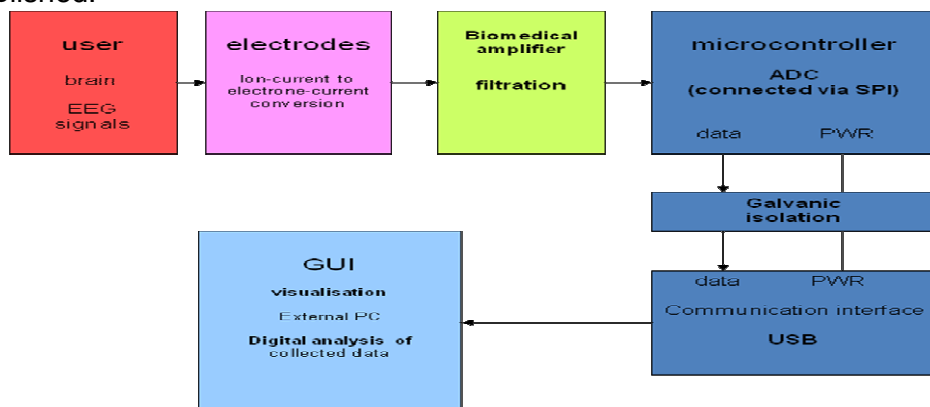 user
brain
EEG
signals
electrodes
Ion-current to
electrone-current
conversion
Biomedical
amplifier
filtration
microcontroller
ADC
(connected via SPI)
data PWR
Galvanic
isolation
data PWR
Communication interface
USB
GUI
visualisation
External PC
Digital analysis of
collected data